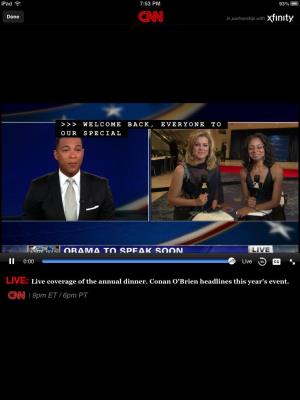 iPad
7:53 PM
93%
Done
CNN
In partnership with xfinity
>>> WELCOME BACK, EVERYONE TO
OUR SPECIAL
OBAMA TO SPEAK SOON
LIVE
0:00
Live
CC
LIVE: Live coverage of the annual dinner. Conan O'Brien headlines this year's event.
CNN | 9pm ET / 6pm PT